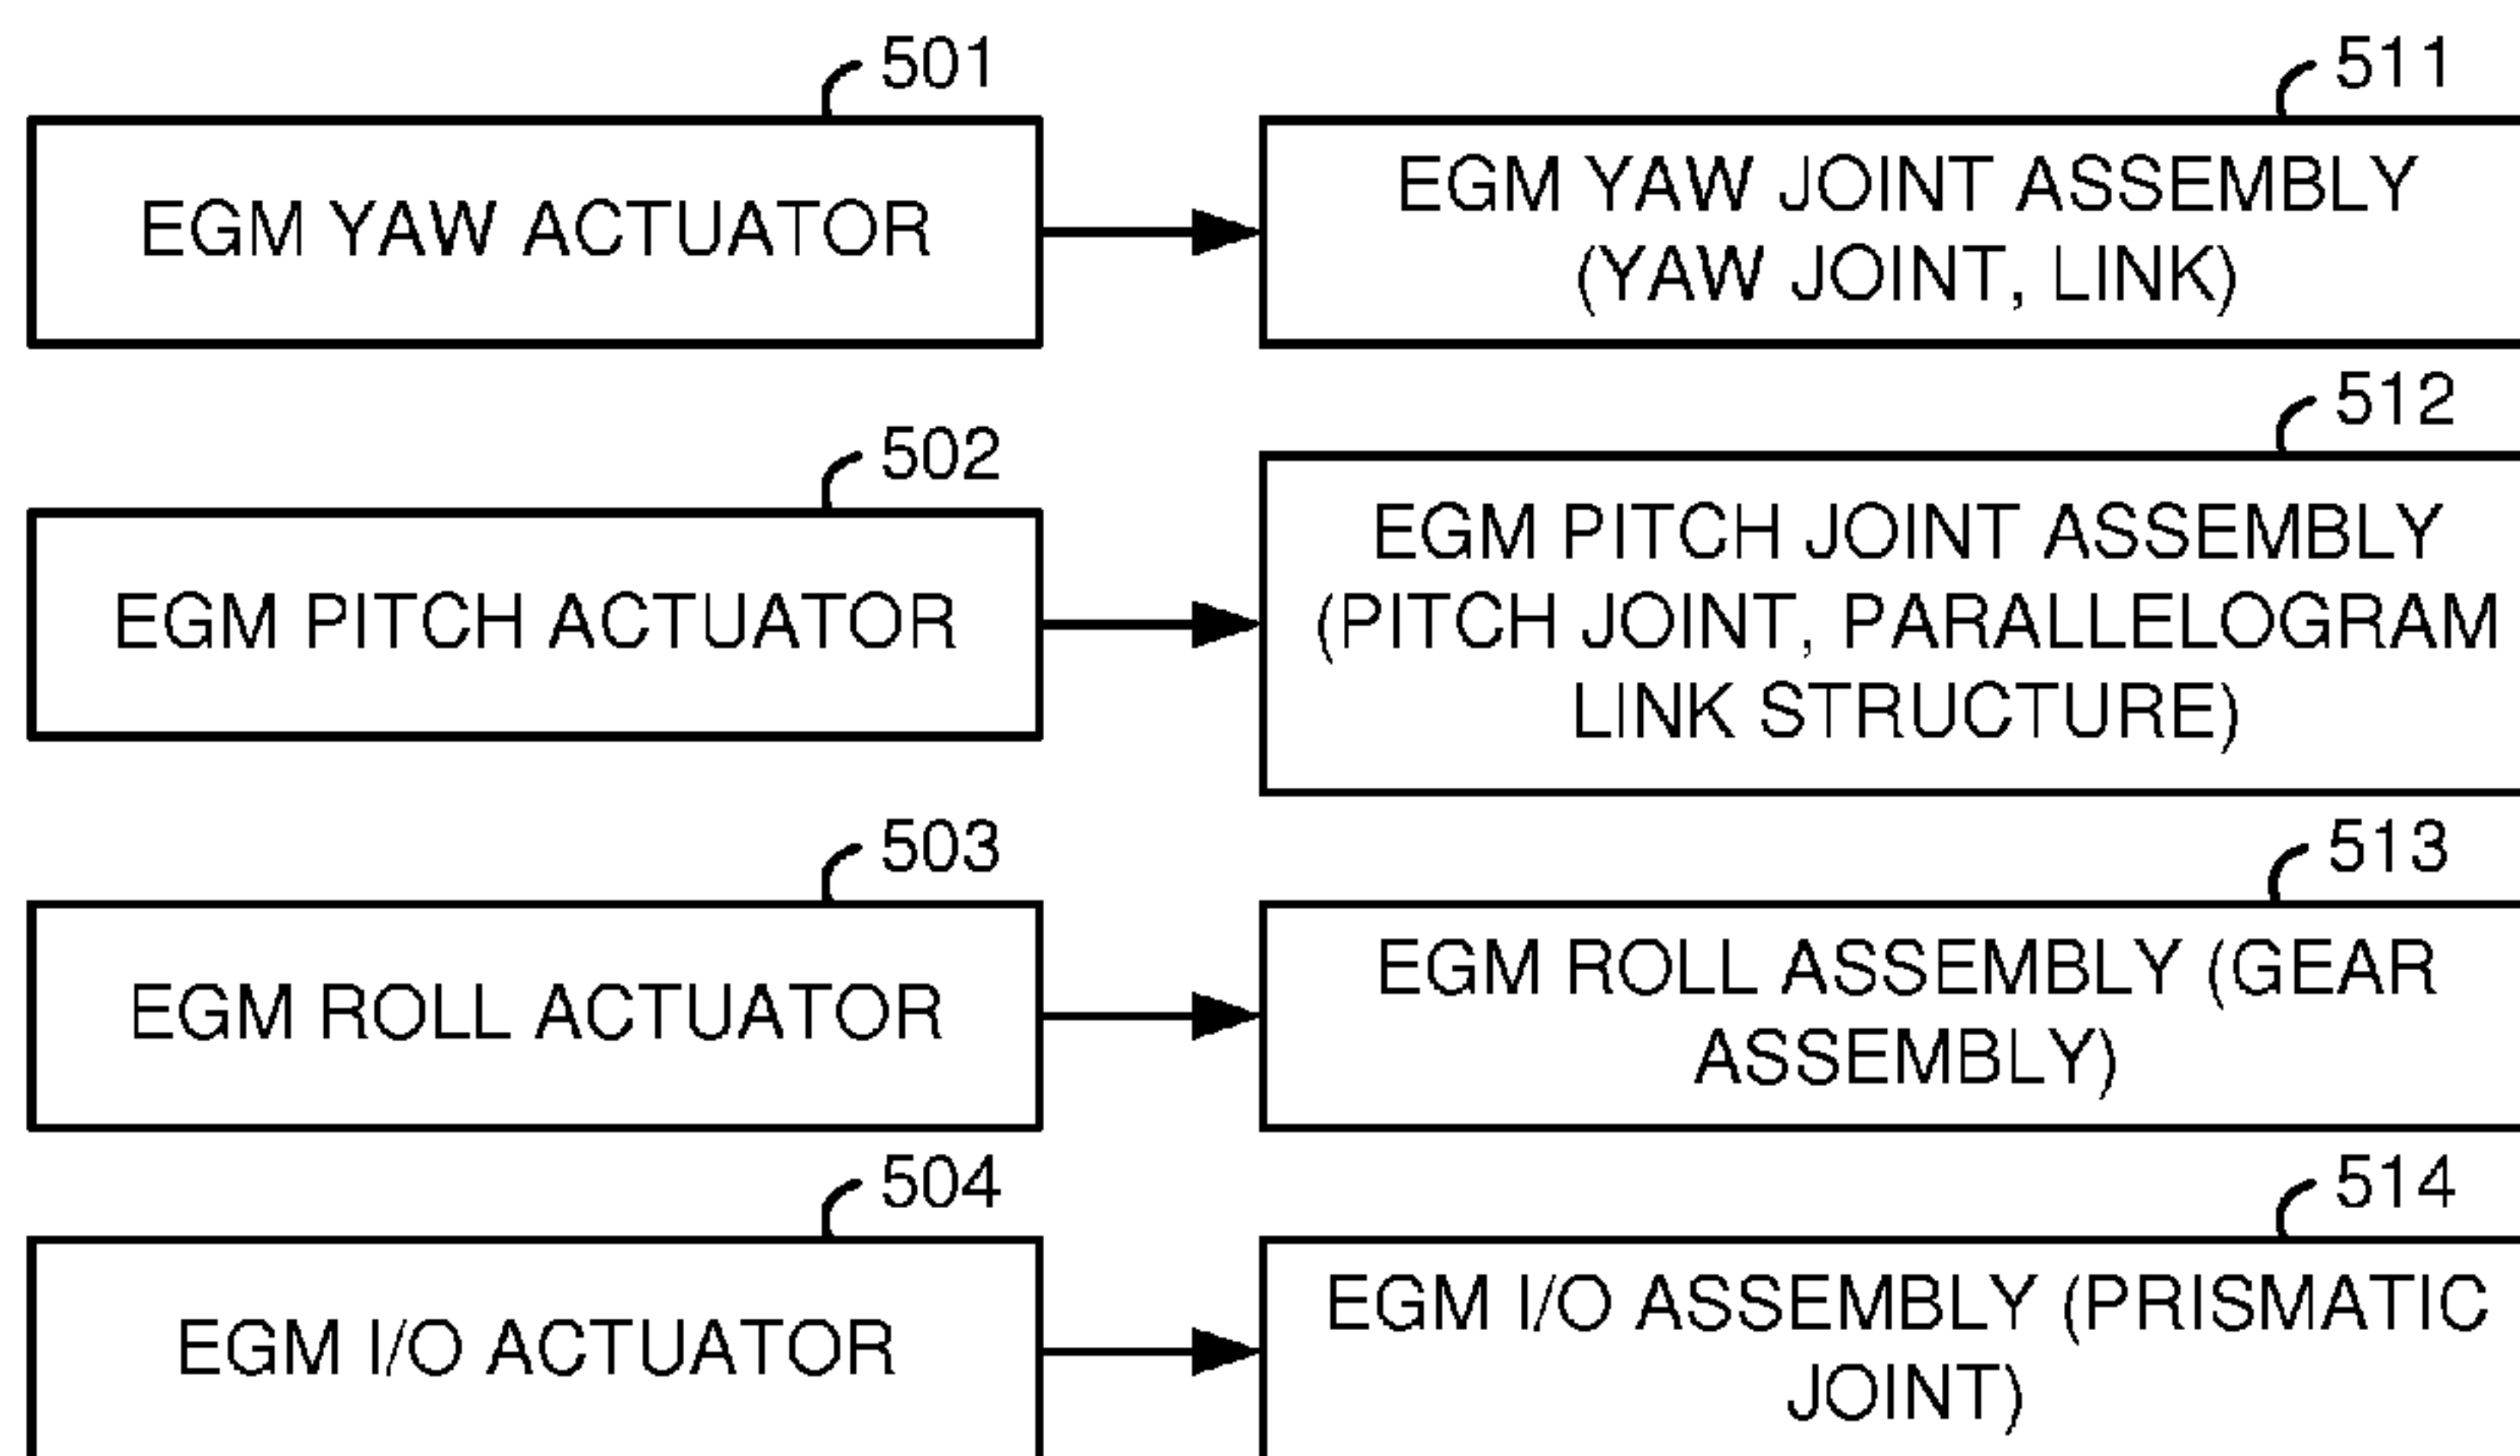 501
511
EGM YAW ACTUATOR
EGM YAW JOINT ASSEMBLY
(YAW JOINT, LINK)
502
512
EGM PITCH ACTUATOR
EGM PITCH JOINT ASSEMBLY
(PITCH JOINT, PARALLELOGRAM
LINK STRUCTURE)
503
513
EGM ROLL ACTUATOR
EGM ROLL ASSEMBLY (GEAR
ASSEMBLY)
504
514
EGM I/O ACTUATOR
EGM I/O ASSEMBLY (PRISMATIC
JOINT)